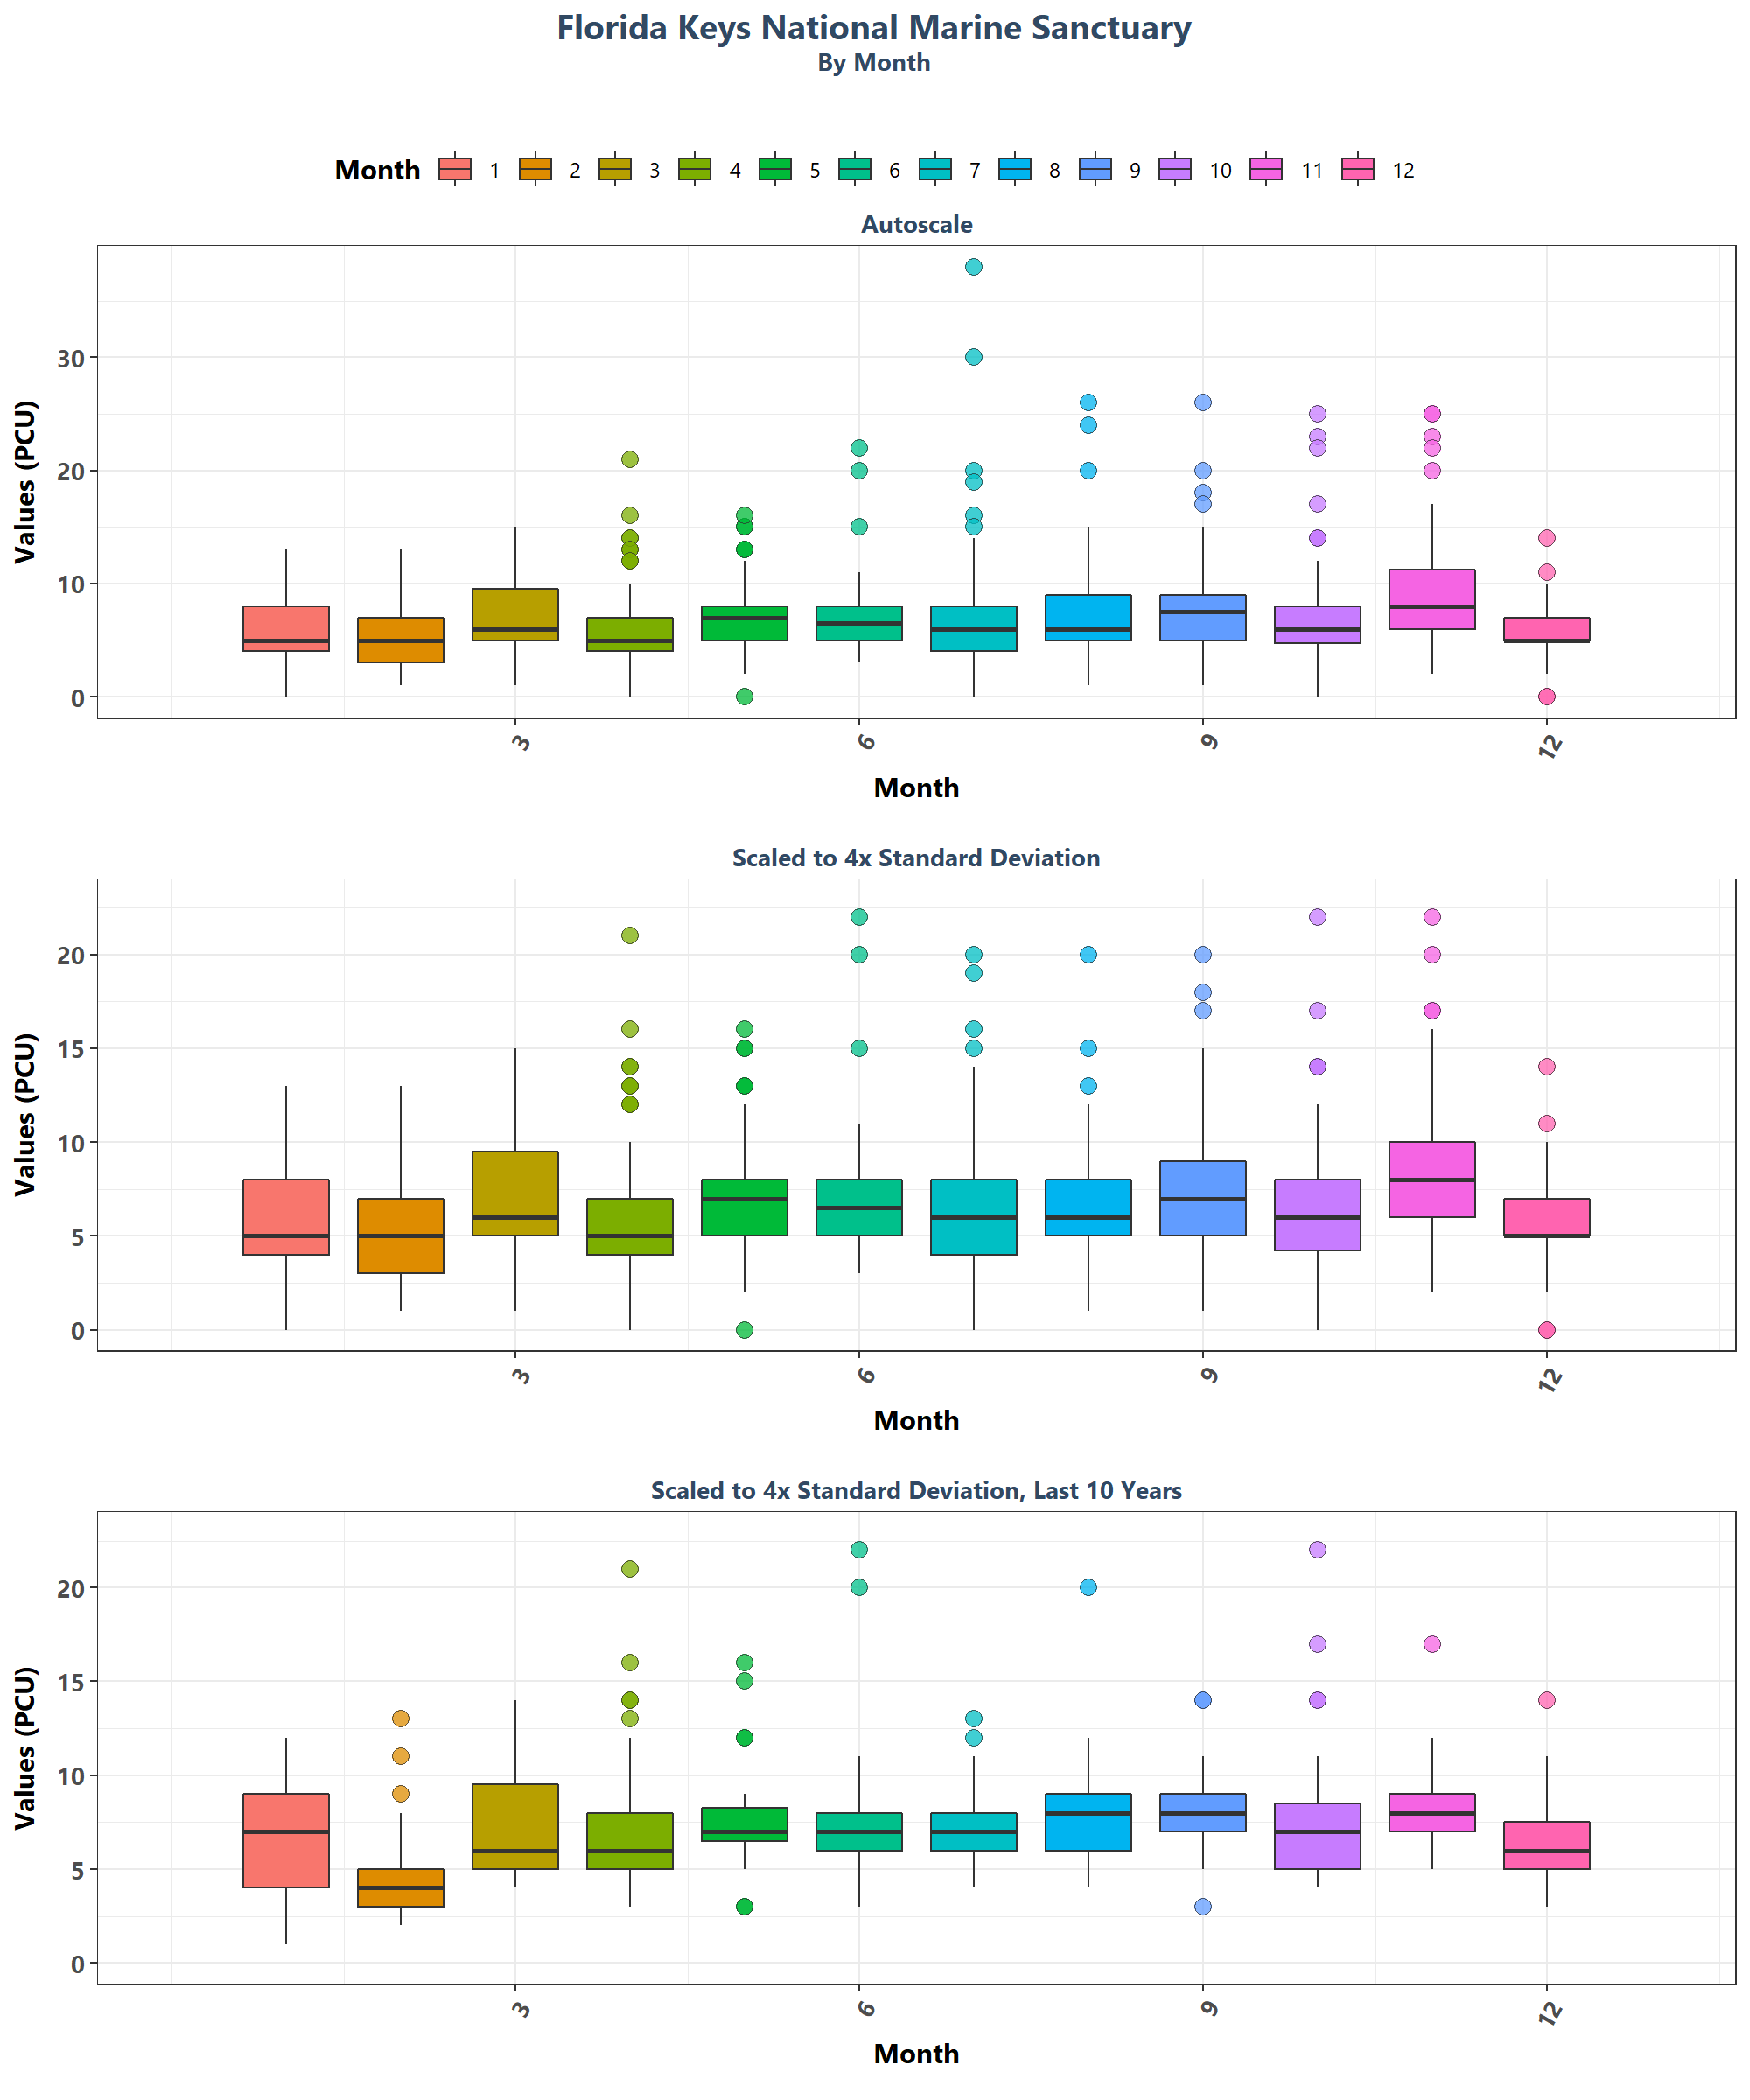 Florida Keys National Marine Sanctuary
By Month
Month 1 2 3 4 5 6 7 8 9 10 11 12
Autoscale
Values (PCU)
30
20
10
0
3 6 9 12
Month
Scaled to 4x Standard Deviation
Values (PCU)
20
15
10
5
0
3 6 9 12
Month
Scaled to 4x Standard Deviation, Last 10 Years
Values (PCU)
20
15
10
5
0
3 6 9 12
Month